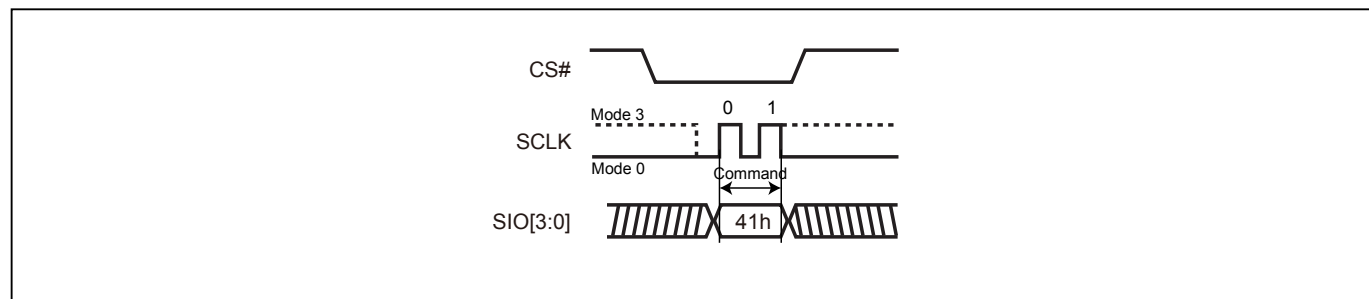 CS#
Mode 3
0 1
SCLK
Mode 0
Command
SIO[3:0]
41h